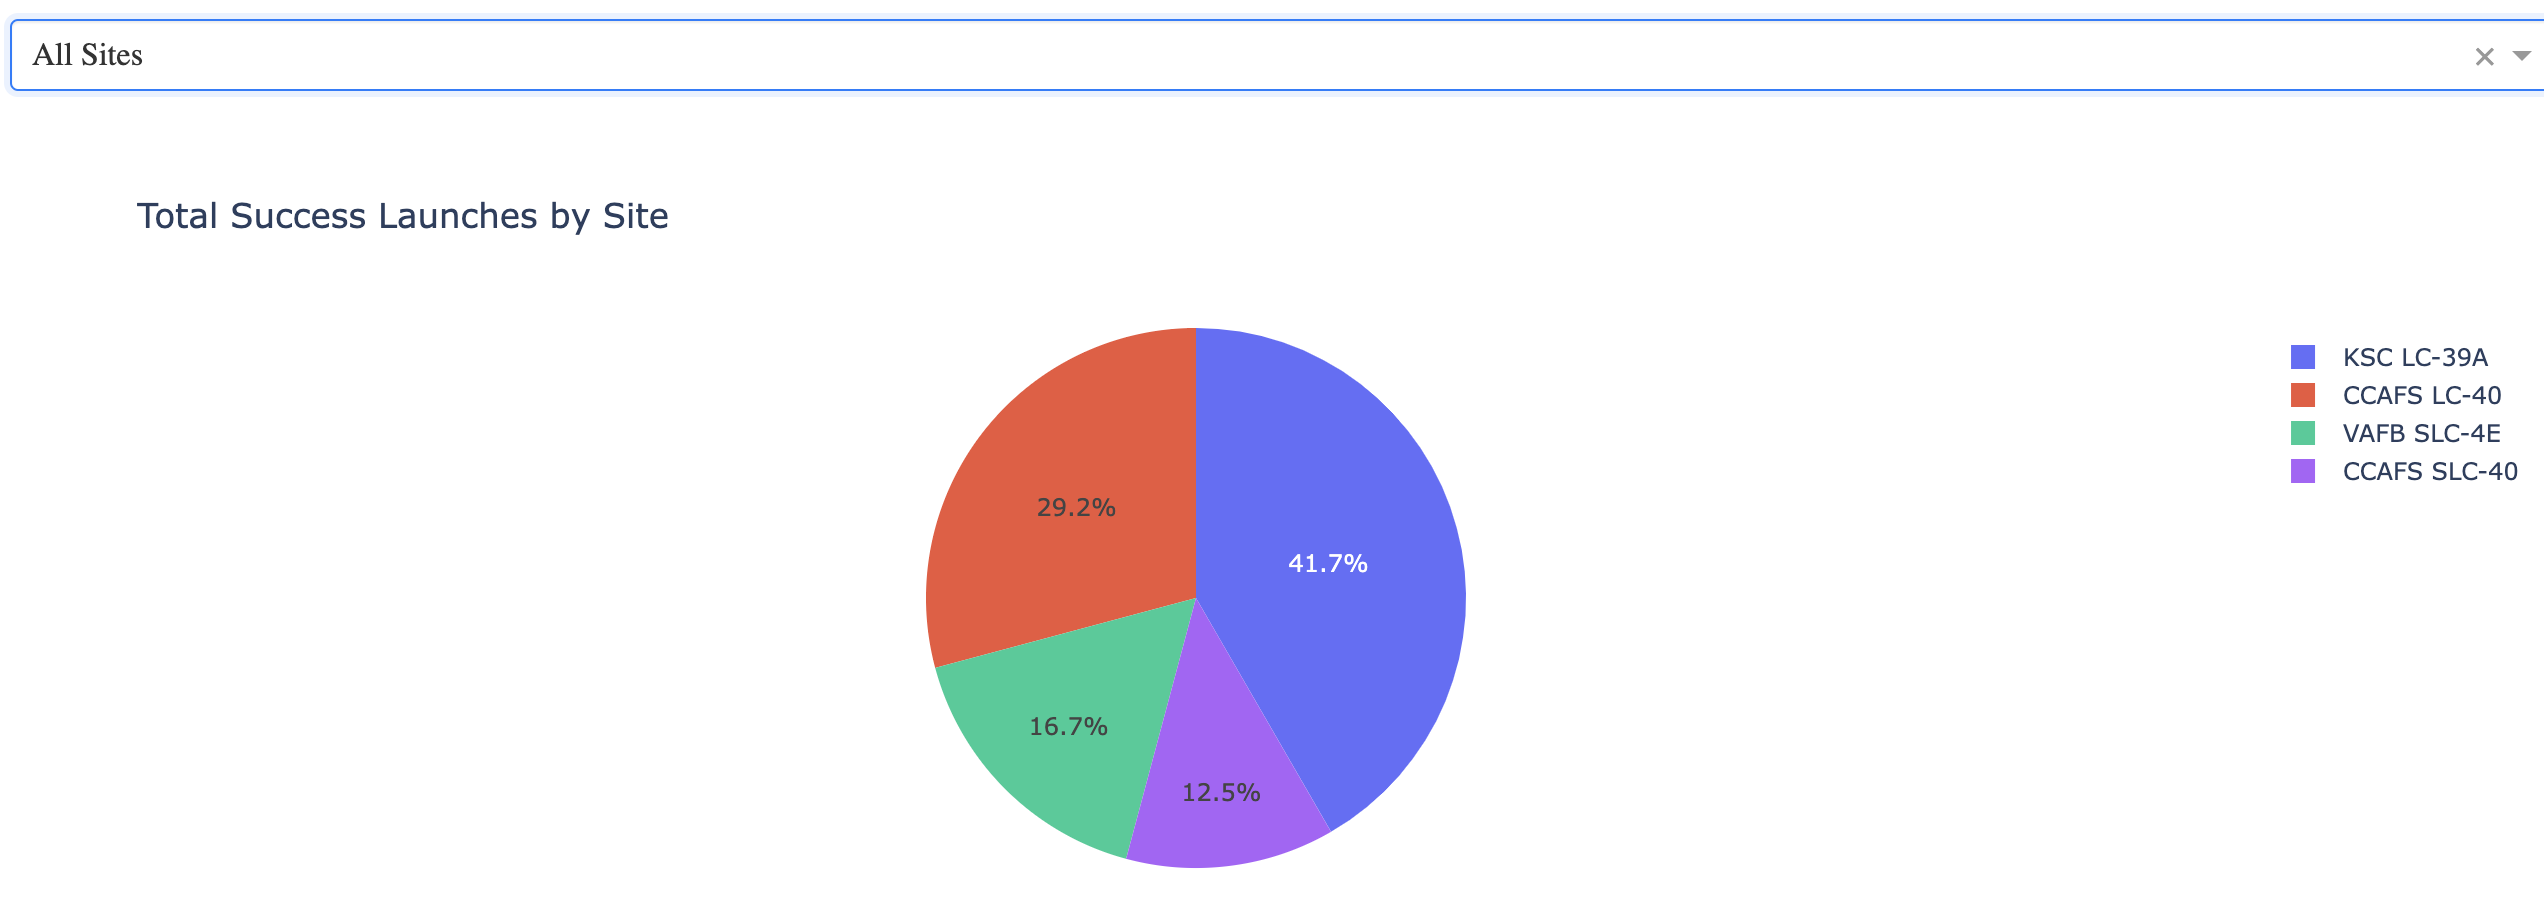 All Sites
Total Success Launches by Site
KSC LC-39A
CCAFS LC-40
VAFB SLC-4E
CCAFS SLC-40
29.2%
41.7%
16.7%
12.5%